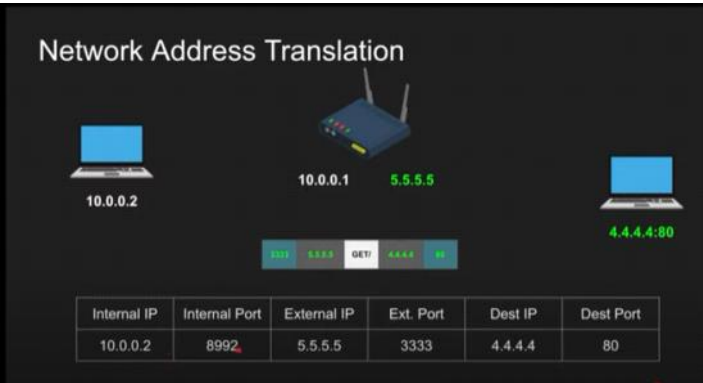 Network Address Translation
10.0.0.2
10.0.0.1 5.5.5.5
4.4.4.4:80
3333 5.5.5.5 GET/ 4.4.4.4 80
Internal IP Internal Port External IP Ext. Port Dest IP Dest Port
10.0.0.2 8992 5.5.5.5 3333 4.4.4.4 80